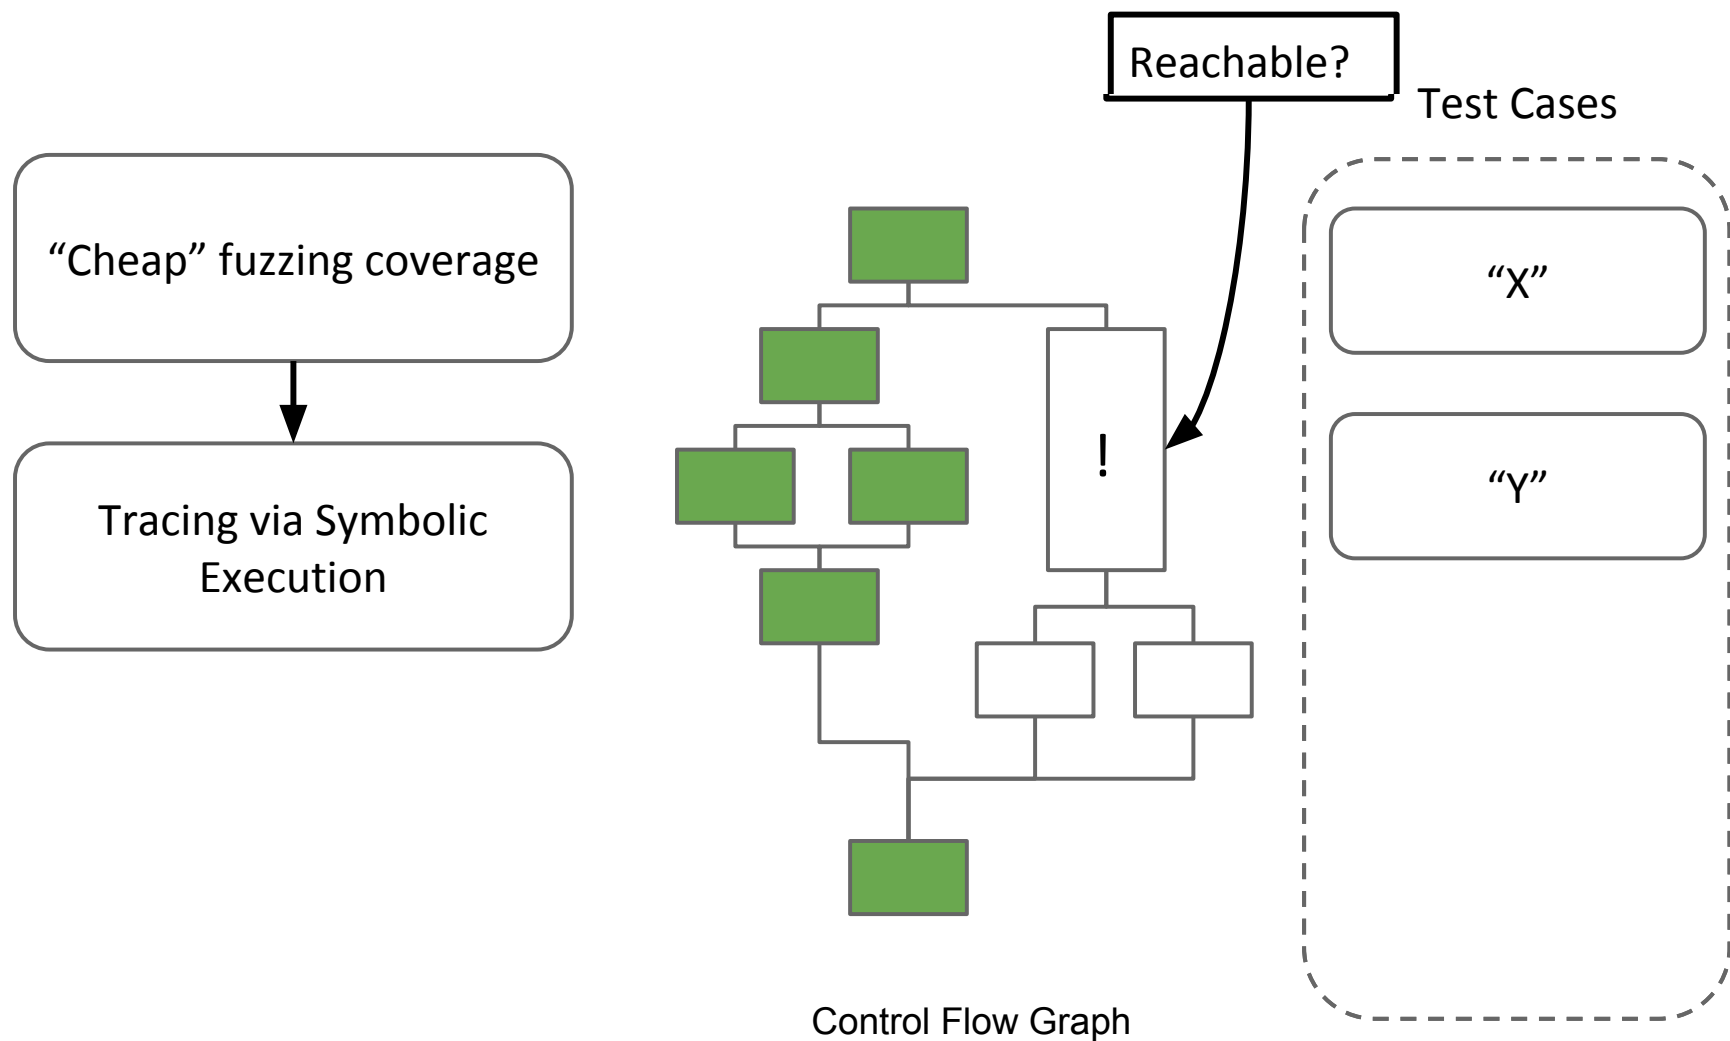 Reachable?
Test Cases
“Cheap” fuzzing coverage
“X”
!
“Y”
Tracing via Symbolic
Execution
Control Flow Graph